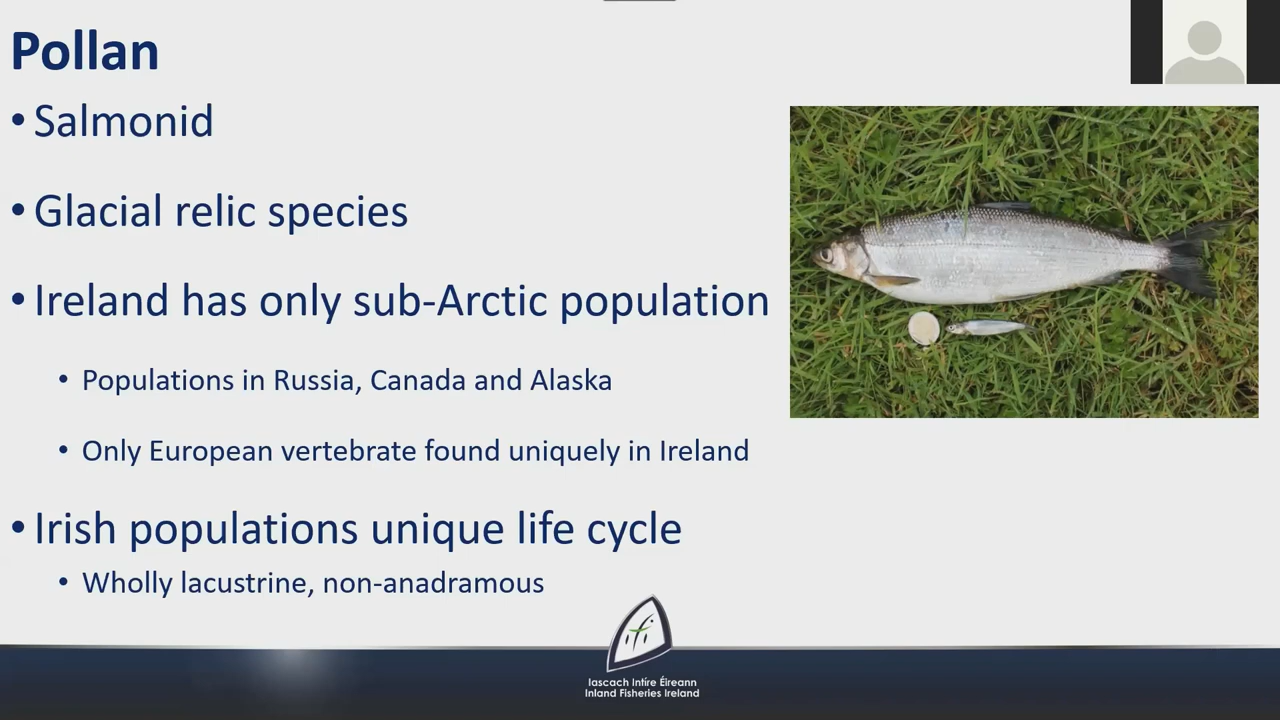 Pollan
• Salmonid
• Glacial relic species
• Ireland has only sub-Arctic population
• Populations in Russia, Canada and Alaska
• Only European vertebrate found uniquely in Ireland
• Irish populations unique life cycle
• Wholly lacustrine, non-anadramous
ifi
Iascach Intíre Éireann
Inland Fisheries Ireland